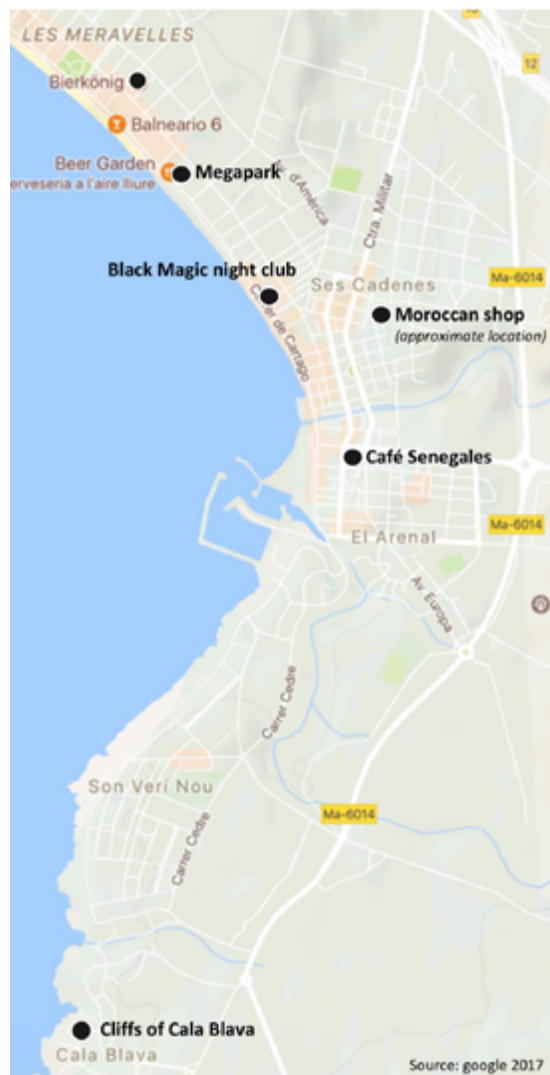 LES MERAVELLES
12
Bierkönig
Balneario 6
Beer Garden
erveseria a l'aire lliure
Megapark
d'Amèrica
Ctra. Militar
Black Magic night club
Ses Cadenes
Ma-6014
Carrer de Cartago
Moroccan shop
(approximate location)
Café Senegales
Ma-6014
El Arenal
Av. Europa
Carrer Cedre
Son Verí Nou
Ma-6014
Carrer Cedre
Cliffs of Cala Blava
Cala Blava
Source: google 2017